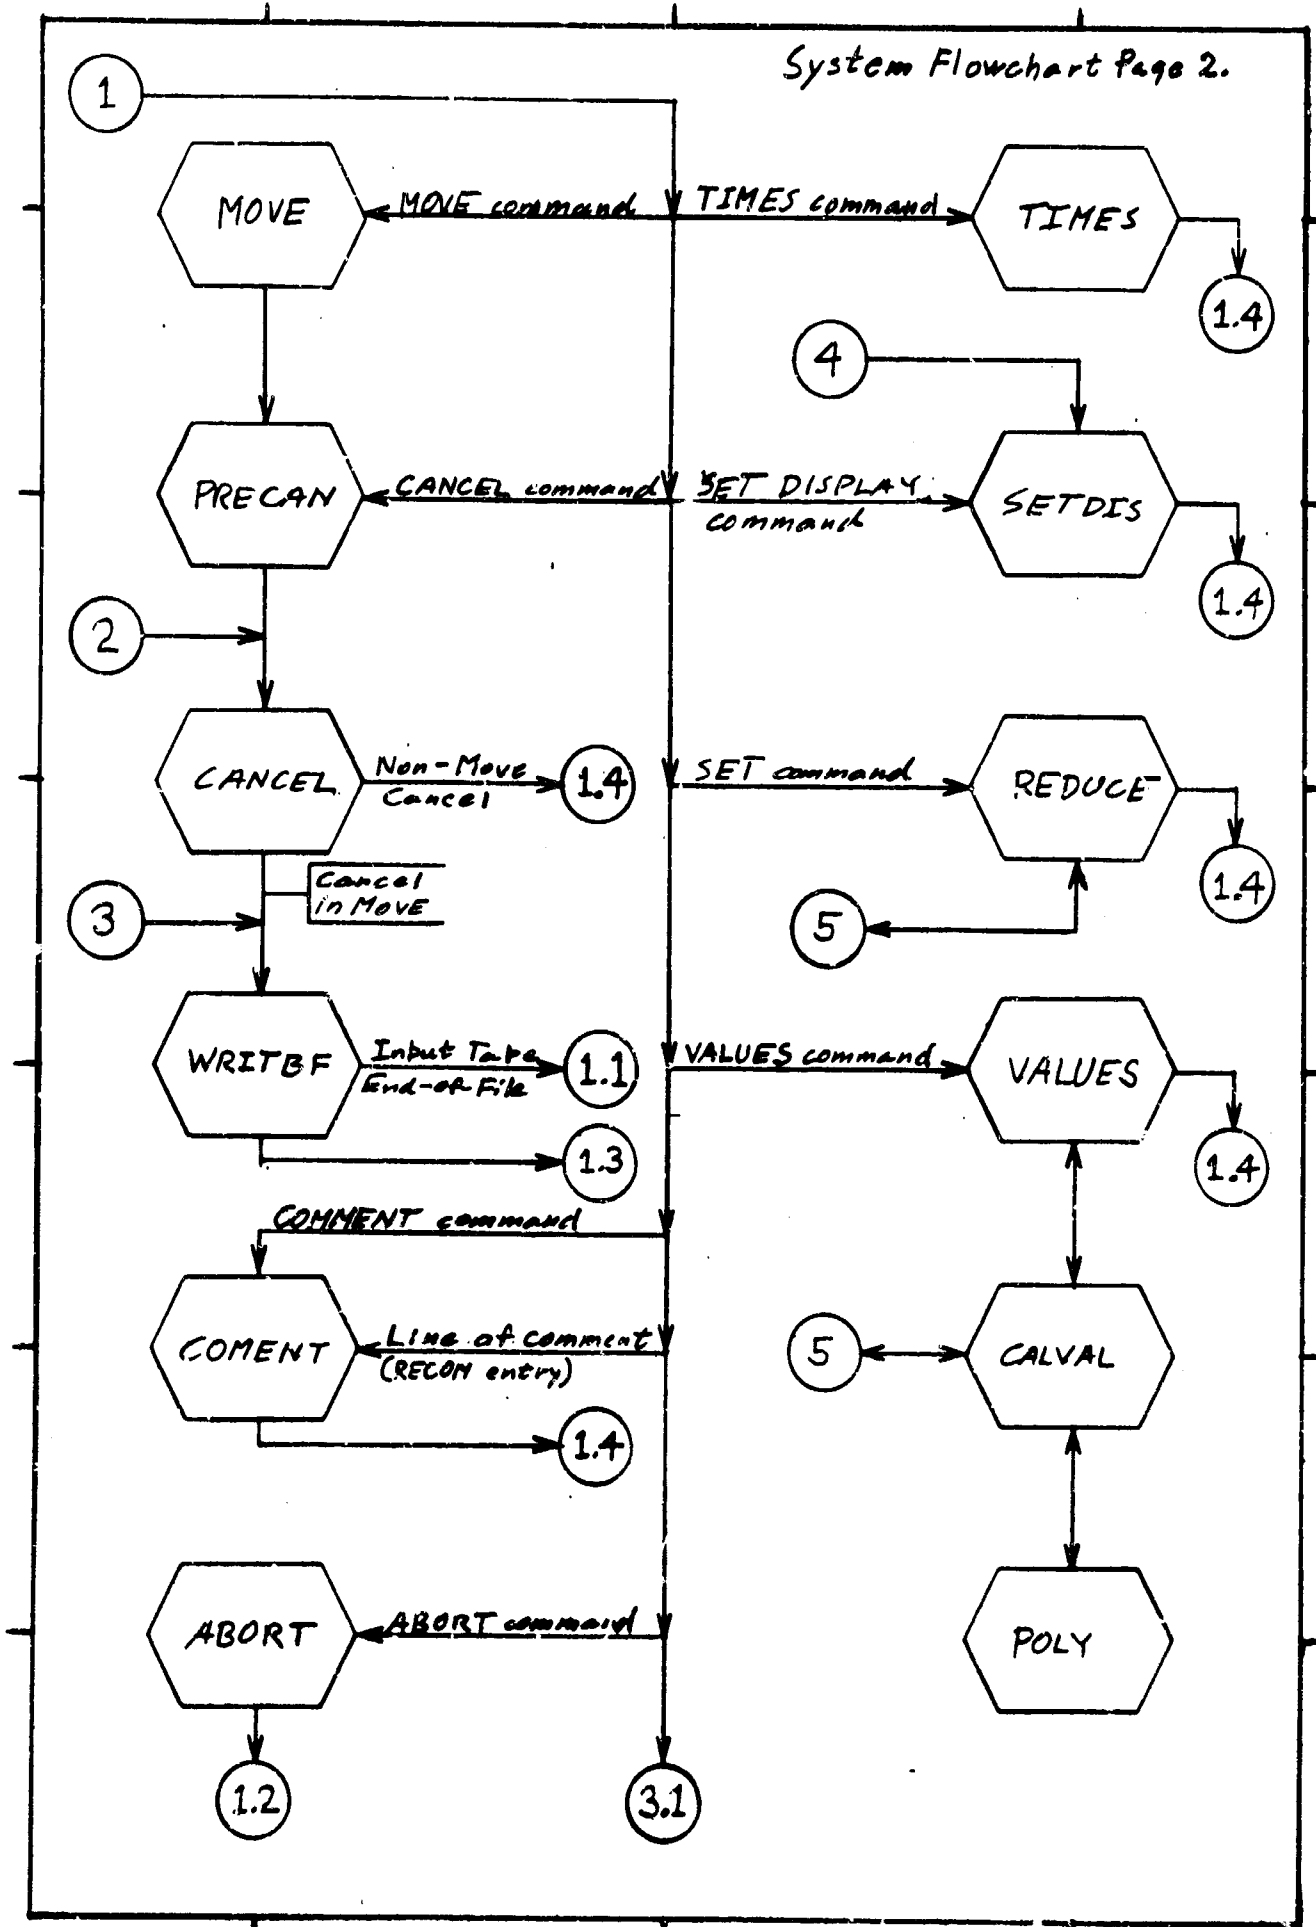 System Flowchart Page 2.
1
MOVE
MOVE command
TIMES command
TIMES
1.4
4
PRECAN
CANCEL command
SET DISPLAY
command
SETDIS
1.4
2
CANCEL
Non-Move
Cancel
1.4
SET command
REDUCE
1.4
Cancel
in MOVE
3
5
WRITBF
Input Tape
End-of File
1.1
VALUES command
VALUES
1.4
1.3
COMMENT command
COMENT
Line of comment
(RECOM entry)
5
CALVAL
1.4
ABORT
ABORT command
POLY
1.2
3.1